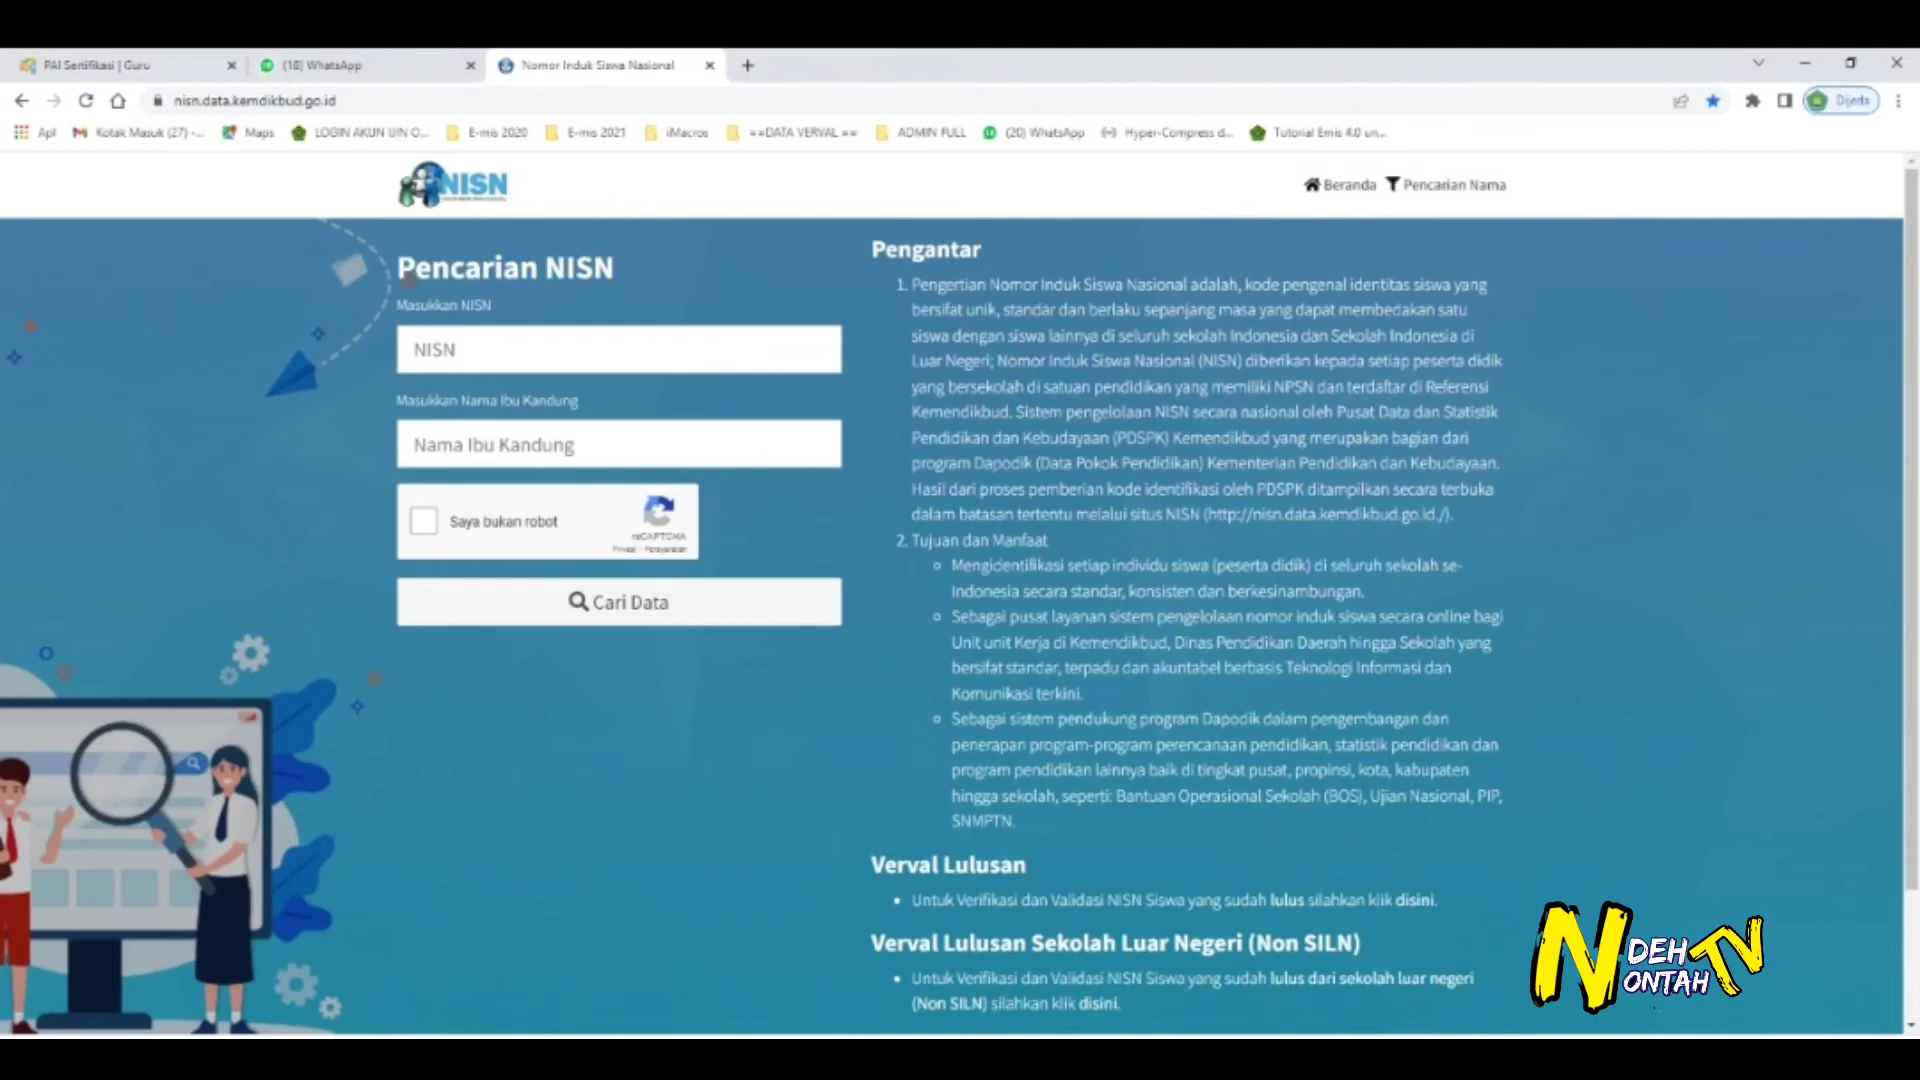 PAI Sertifikasi | Guru
(18) WhatsApp
Nomor Induk Siswa Nasional
nisn.data.kemdikbud.go.id
Dijeda
Apl
Kotak Masuk (27) -...
Maps
LOGIN AKUN IJIN O...
E-mis 2020
E-mis 2021
iMacros
==DATA VERVAL ==
ADMIN FULL
(20) WhatsApp
Hyper-Compress d...
Tutorial Emis 4.0 un...
NISN
Beranda
Pencarian Nama
Pencarian NISN
Masukkan NISN
NISN
Masukkan Nama Ibu Kandung
Nama Ibu Kandung
Saya bukan robot
reCAPTCHA
Privasi - Persyaratan
Cari Data
Pengantar
1. Pengertian Nomor Induk Siswa Nasional adalah, kode pengenal identitas siswa yang
bersifat unik, standar dan berlaku sepanjang masa yang dapat membedakan satu
siswa dengan siswa lainnya di seluruh sekolah Indonesia dan Sekolah Indonesia di
Luar Negeri; Nomor Induk Siswa Nasional (NISN) diberikan kepada setiap peserta didik
yang bersekolah di satuan pendidikan yang memiliki NPSN dan terdaftar di Referensi
Kemendikbud. Sistem pengelolaan NISN secara nasional oleh Pusat Data dan Statistik
Pendidikan dan Kebudayaan (PDSPK) Kemendikbud yang merupakan bagian dari
program Dapodik (Data Pokok Pendidikan) Kementerian Pendidikan dan Kebudayaan.
Hasil dari proses pemberian kode identifikasi oleh PDSPK ditampilkan secara terbuka
dalam batasan tertentu melalui situs NISN (http://nisn.data.kemdikbud.go.id./).
2. Tujuan dan Manfaat
Mengidentifikasi setiap individu siswa (peserta didik) di seluruh sekolah se-
Indonesia secara standar, konsisten dan berkesinambungan.
Sebagai pusat layanan sistem pengelolaan nomor induk siswa secara online bagi
Unit unit Kerja di Kemendikbud, Dinas Pendidikan Daerah hingga Sekolah yang
bersifat standar, terpadu dan akuntabel berbasis Teknologi Informasi dan
Komunikasi terkini.
Sebagai sistem pendukung program Dapodik dalam pengembangan dan
penerapan program-program perencanaan pendidikan, statistik pendidikan dan
program pendidikan lainnya baik di tingkat pusat, propinsi, kota, kabupaten
hingga sekolah, seperti: Bantuan Operasional Sekolah (BOS), Ujian Nasional, PIP,
SNMPTN.
Verval Lulusan
Untuk Verifikasi dan Validasi NISN Siswa yang sudah lulus silahkan klik disini.
Verval Lulusan Sekolah Luar Negeri (Non SILN)
Untuk Verifikasi dan Validasi NISN Siswa yang sudah lulus dari sekolah luar negeri
(Non SILN) silahkan klik disini.
NDEH
NONTAH TV